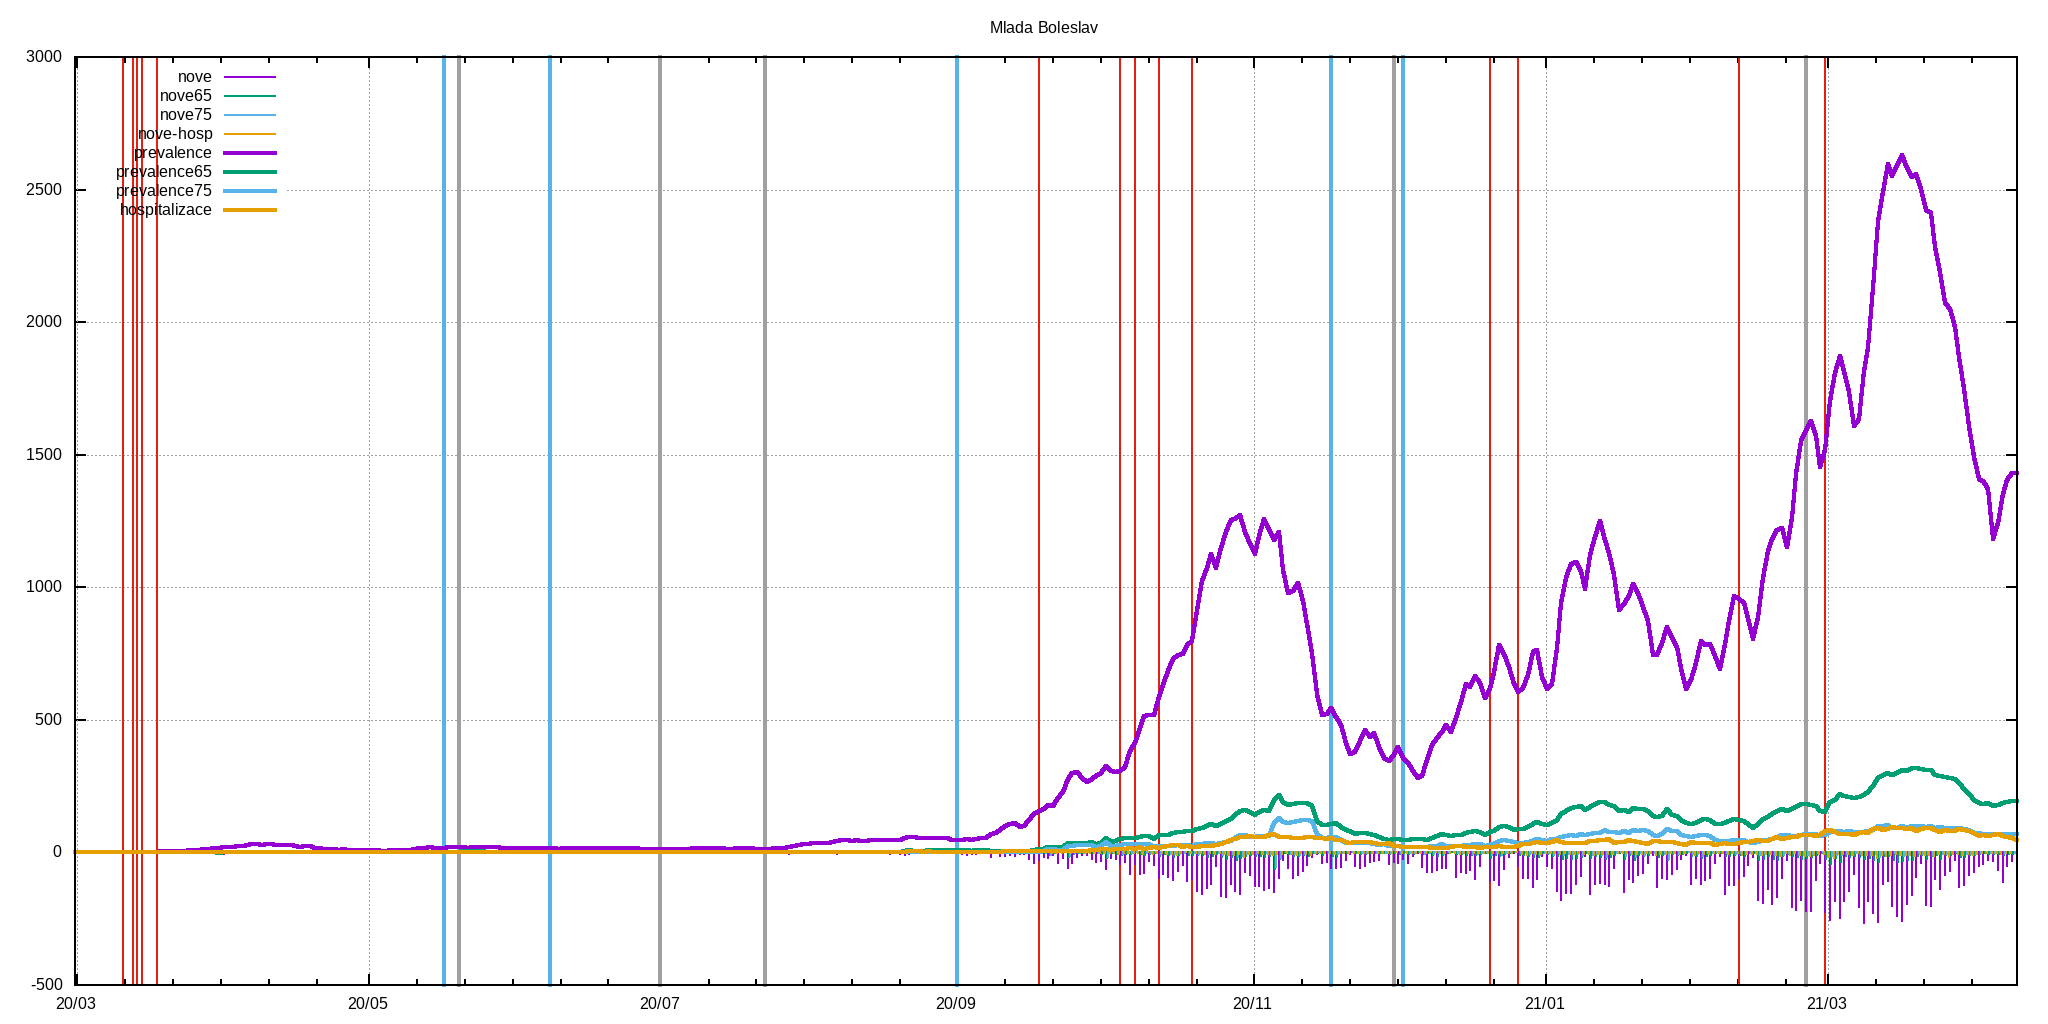 Mlada Boleslav
3000
2500
2000
1500
1000
500
0
-500
nove
nove65
nove75
nove-hosp
prevalence
prevalence65
prevalence75
hospitalizace
20/03 20/05 20/07 20/09 20/11 21/01 21/03